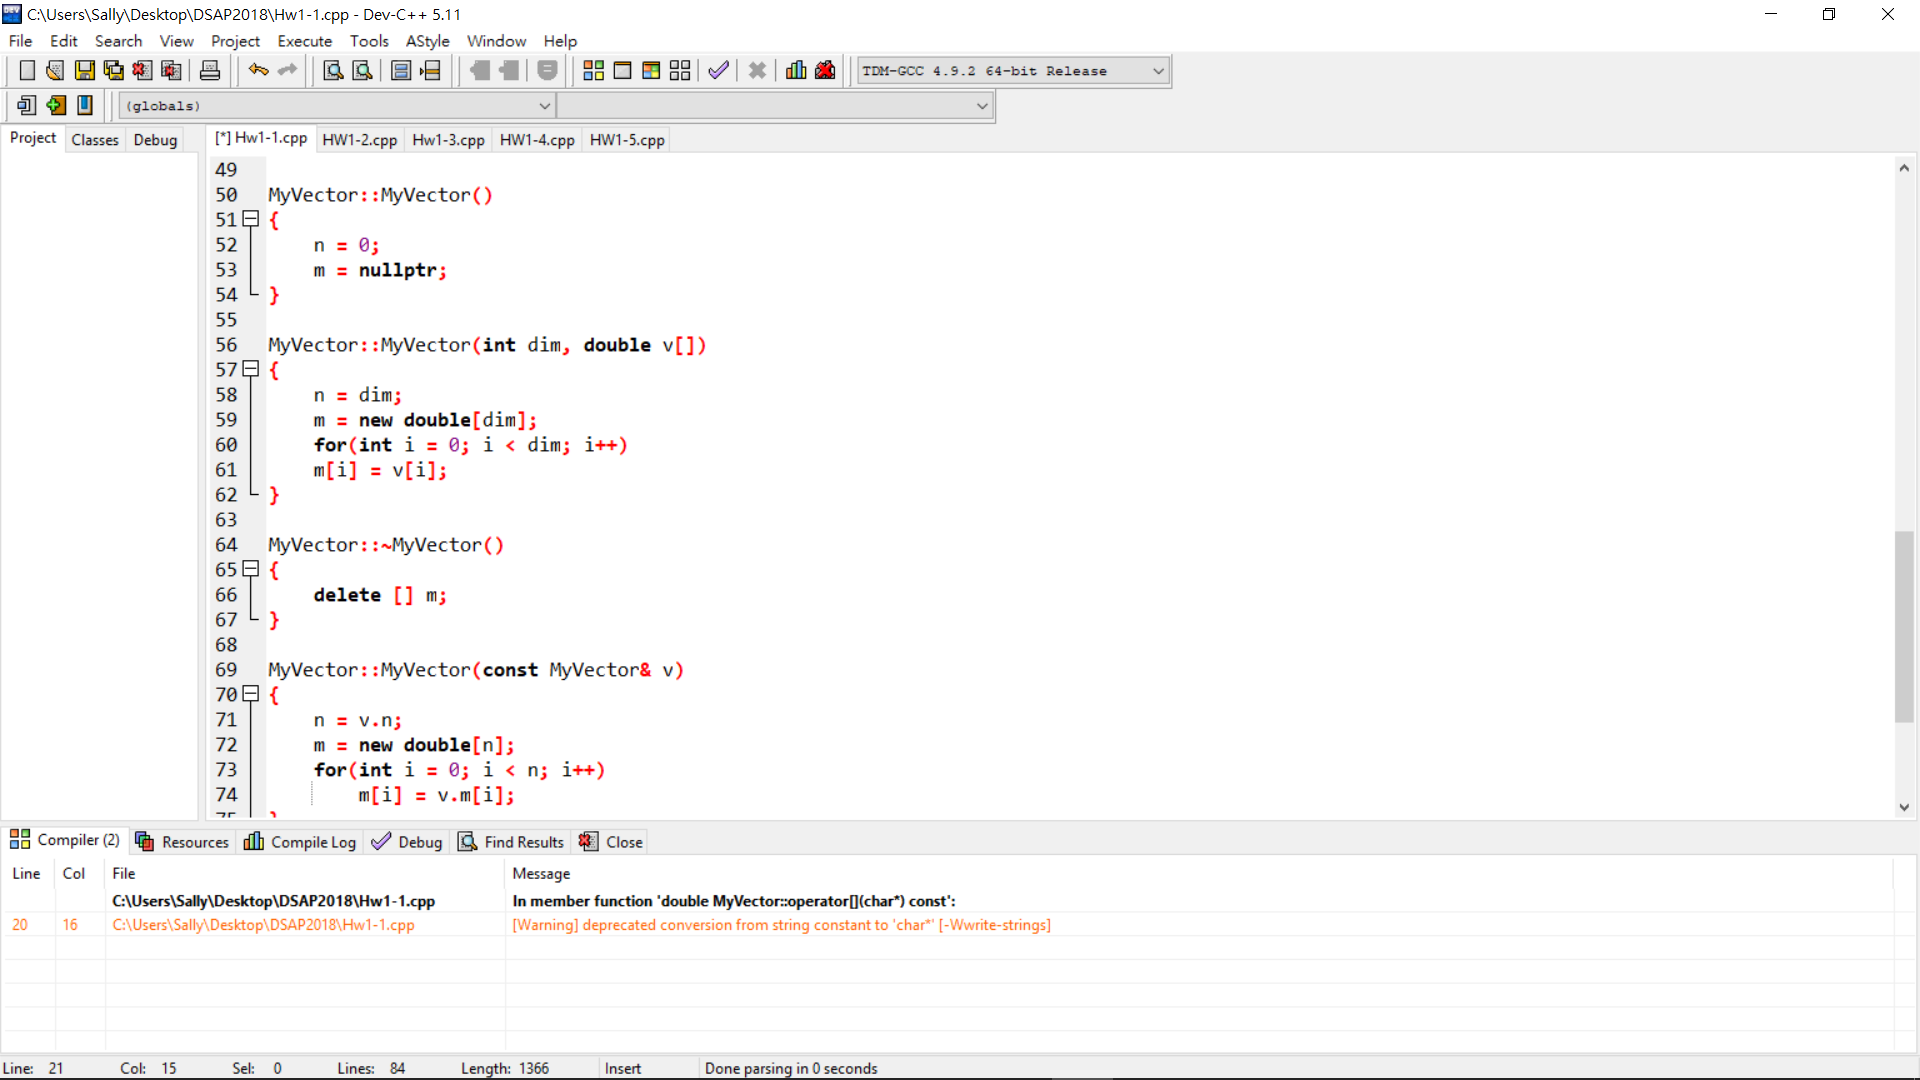 C:\Users\Sally\Desktop\DSAP2018\Hw1-1.cpp - Dev-C++ 5.11
File Edit Search View Project Execute Tools AStyle Window Help
TDM-GCC 4.9.2 64-bit Release
(globals)
Project Classes Debug [*] Hw1-1.cpp HW1-2.cpp Hw1-3.cpp HW1-4.cpp HW1-5.cpp
49
50 MyVector::MyVector()
51 {
52 n = 0;
53 m = nullptr;
54 }
55
56 MyVector::MyVector(int dim, double v[])
57 {
58 n = dim;
59 m = new double[dim];
60 for(int i = 0; i < dim; i++)
61 m[i] = v[i];
62 }
63
64 MyVector::~MyVector()
65 {
66 delete [] m;
67 }
68
69 MyVector::MyVector(const MyVector& v)
70 {
71 n = v.n;
72 m = new double[n];
73 for(int i = 0; i < n; i++)
74 m[i] = v.m[i];
75 }
Compiler (2) Resources Compile Log Debug Find Results Close
Line Col File Message
C:\Users\Sally\Desktop\DSAP2018\Hw1-1.cpp In member function 'double MyVector::operator[](char*) const':
20 16 C:\Users\Sally\Desktop\DSAP2018\Hw1-1.cpp [Warning] deprecated conversion from string constant to 'char*' [-Wwrite-strings]
Line: 21 Col: 15 Sel: 0 Lines: 84 Length: 1366 Insert Done parsing in 0 seconds